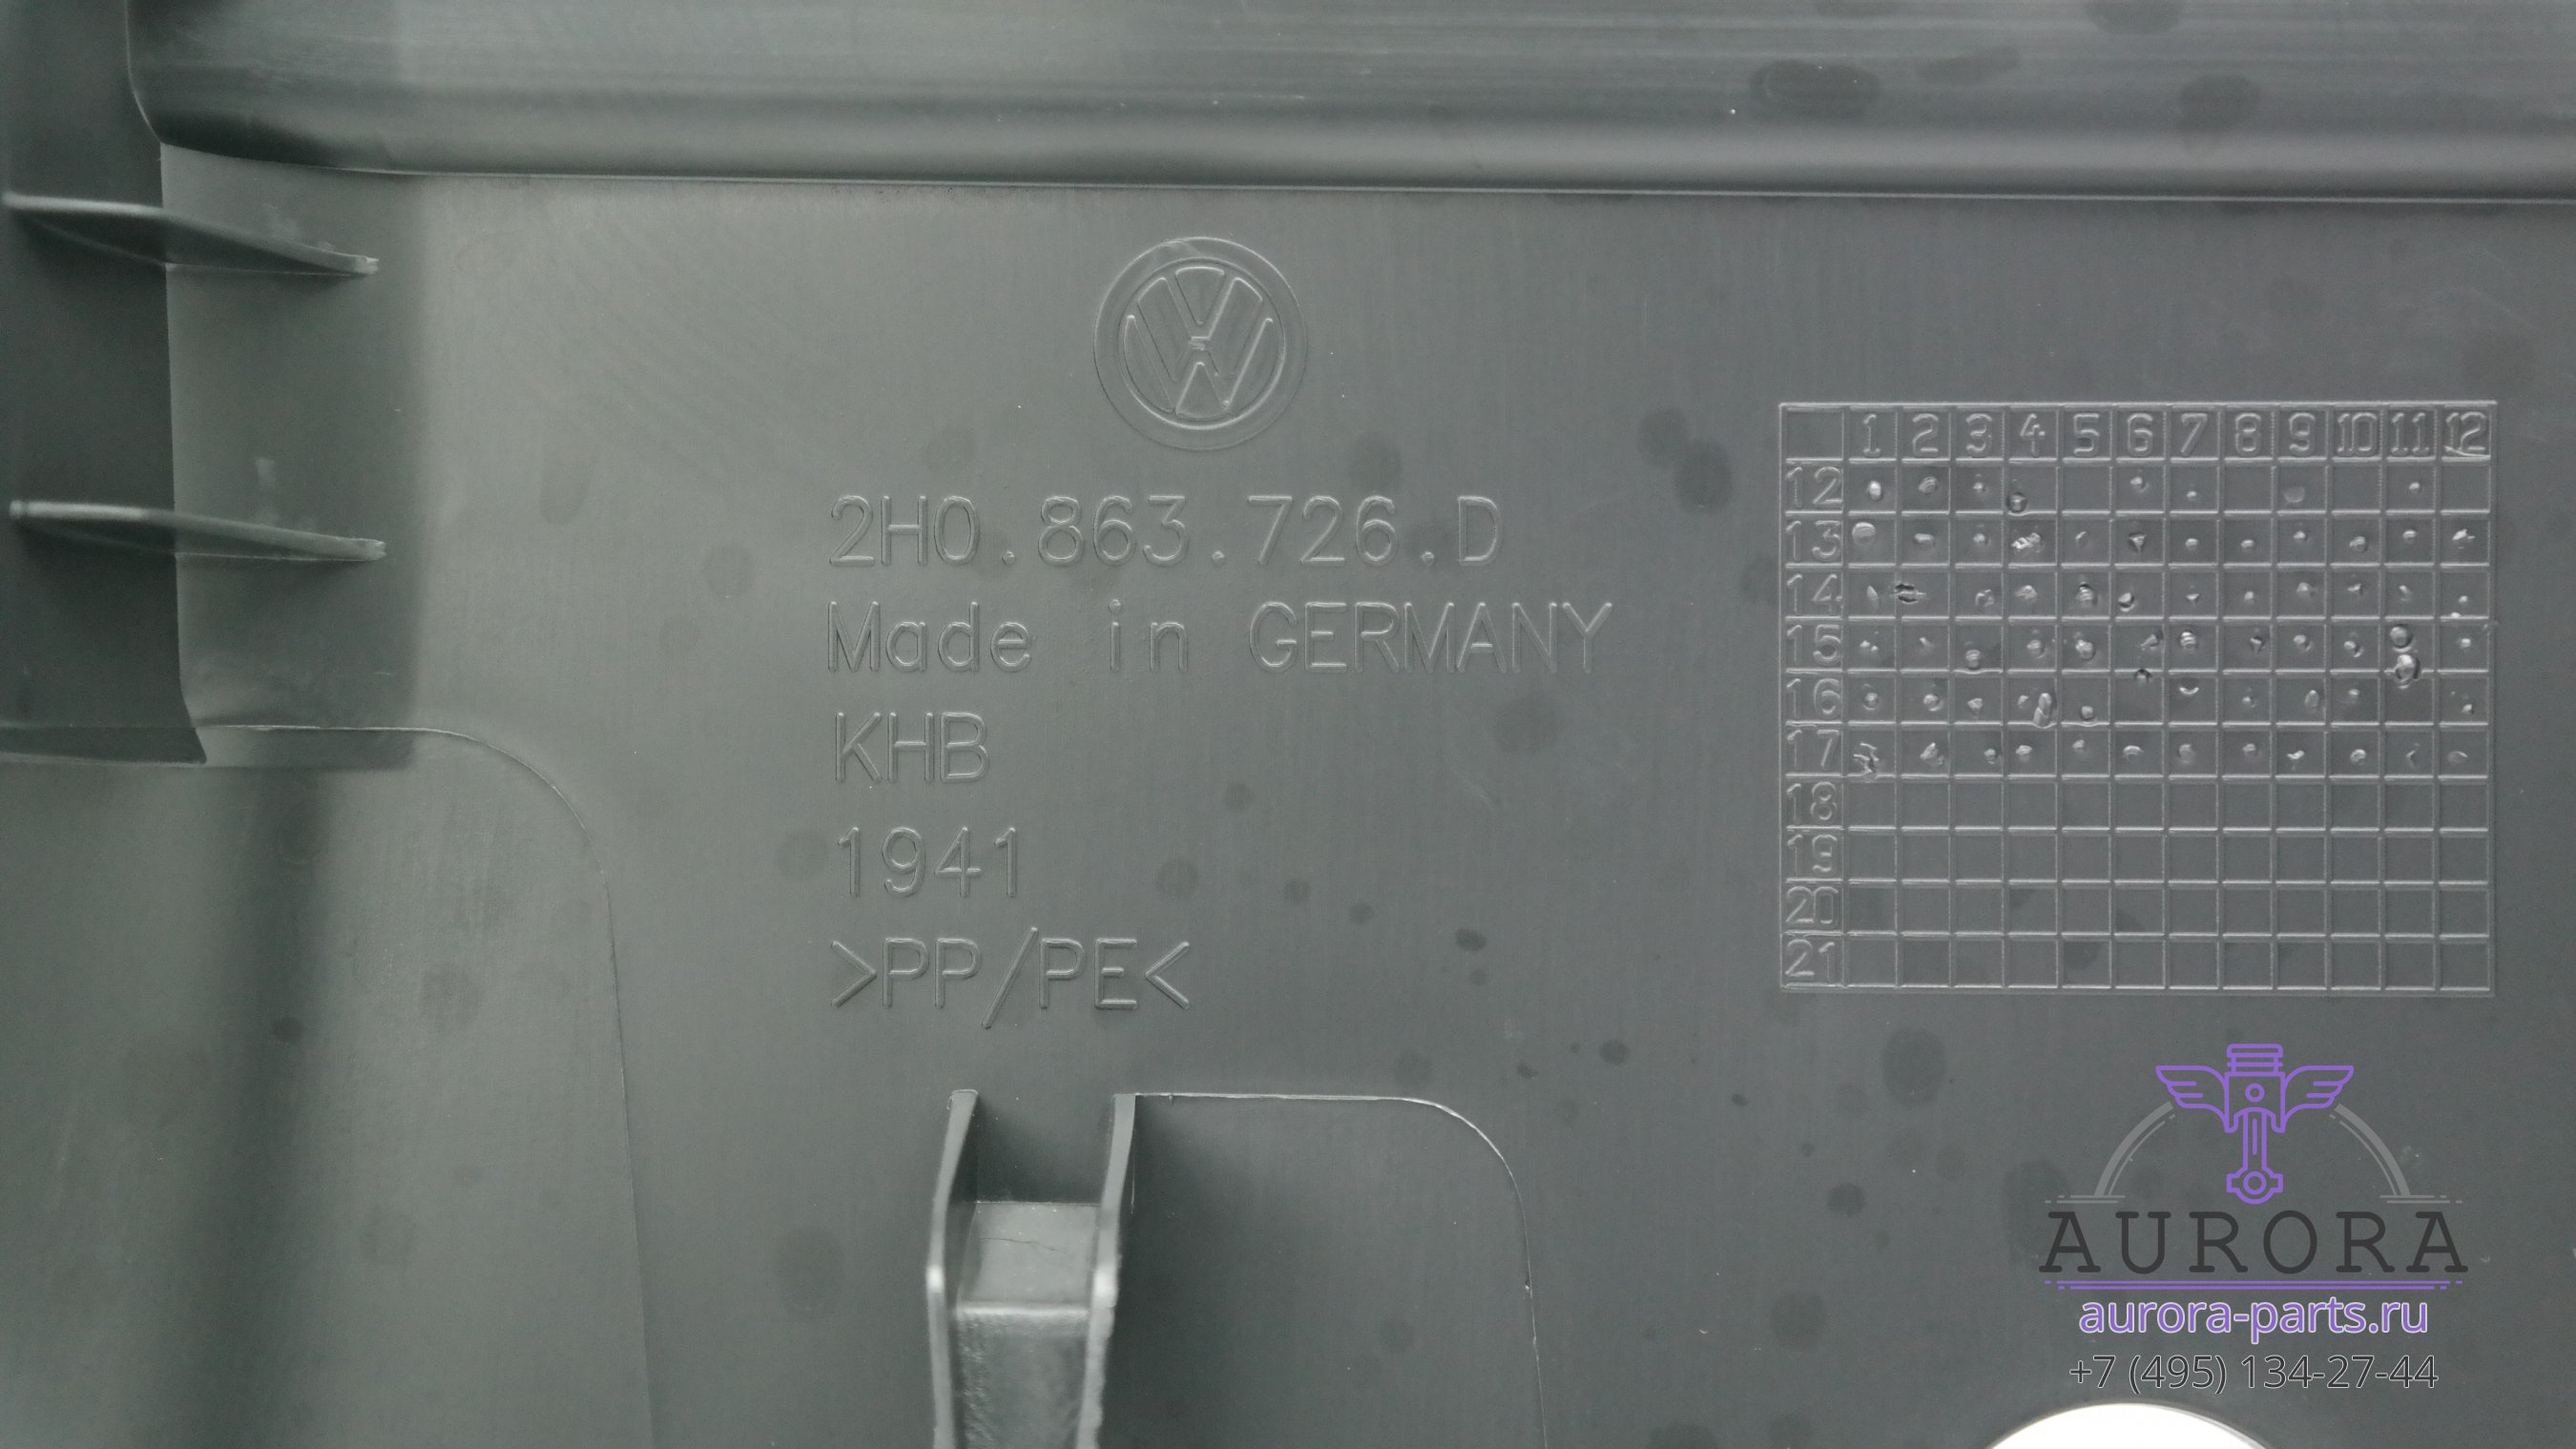 2H0.863.726.D
Made in GERMANY
KHB
1941
>PP/PE<
1 2 3 4 5 6 7 8 9 10 11 12
12
13
14
15
16
17
18
19
20
21
AURORA
aurora-parts.ru
+7 (495) 134-27-44